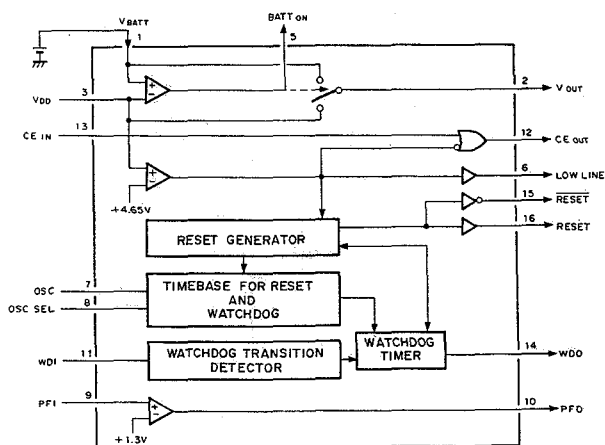 VBATT
BATT ON
1
5
+
-
3
VDD
2
VOUT
13
CE IN
12
CE OUT
+
-
6
LOW LINE
+4.65V
15
RESET
16
RESET
RESET GENERATOR
7
OSC
8
OSC SEL
TIMEBASE FOR RESET
AND
WATCHDOG
11
WDI
WATCHDOG TRANSITION
DETECTOR
WATCHDOG
TIMER
14
WDO
9
PFI
+
-
10
PFO
+1.3V